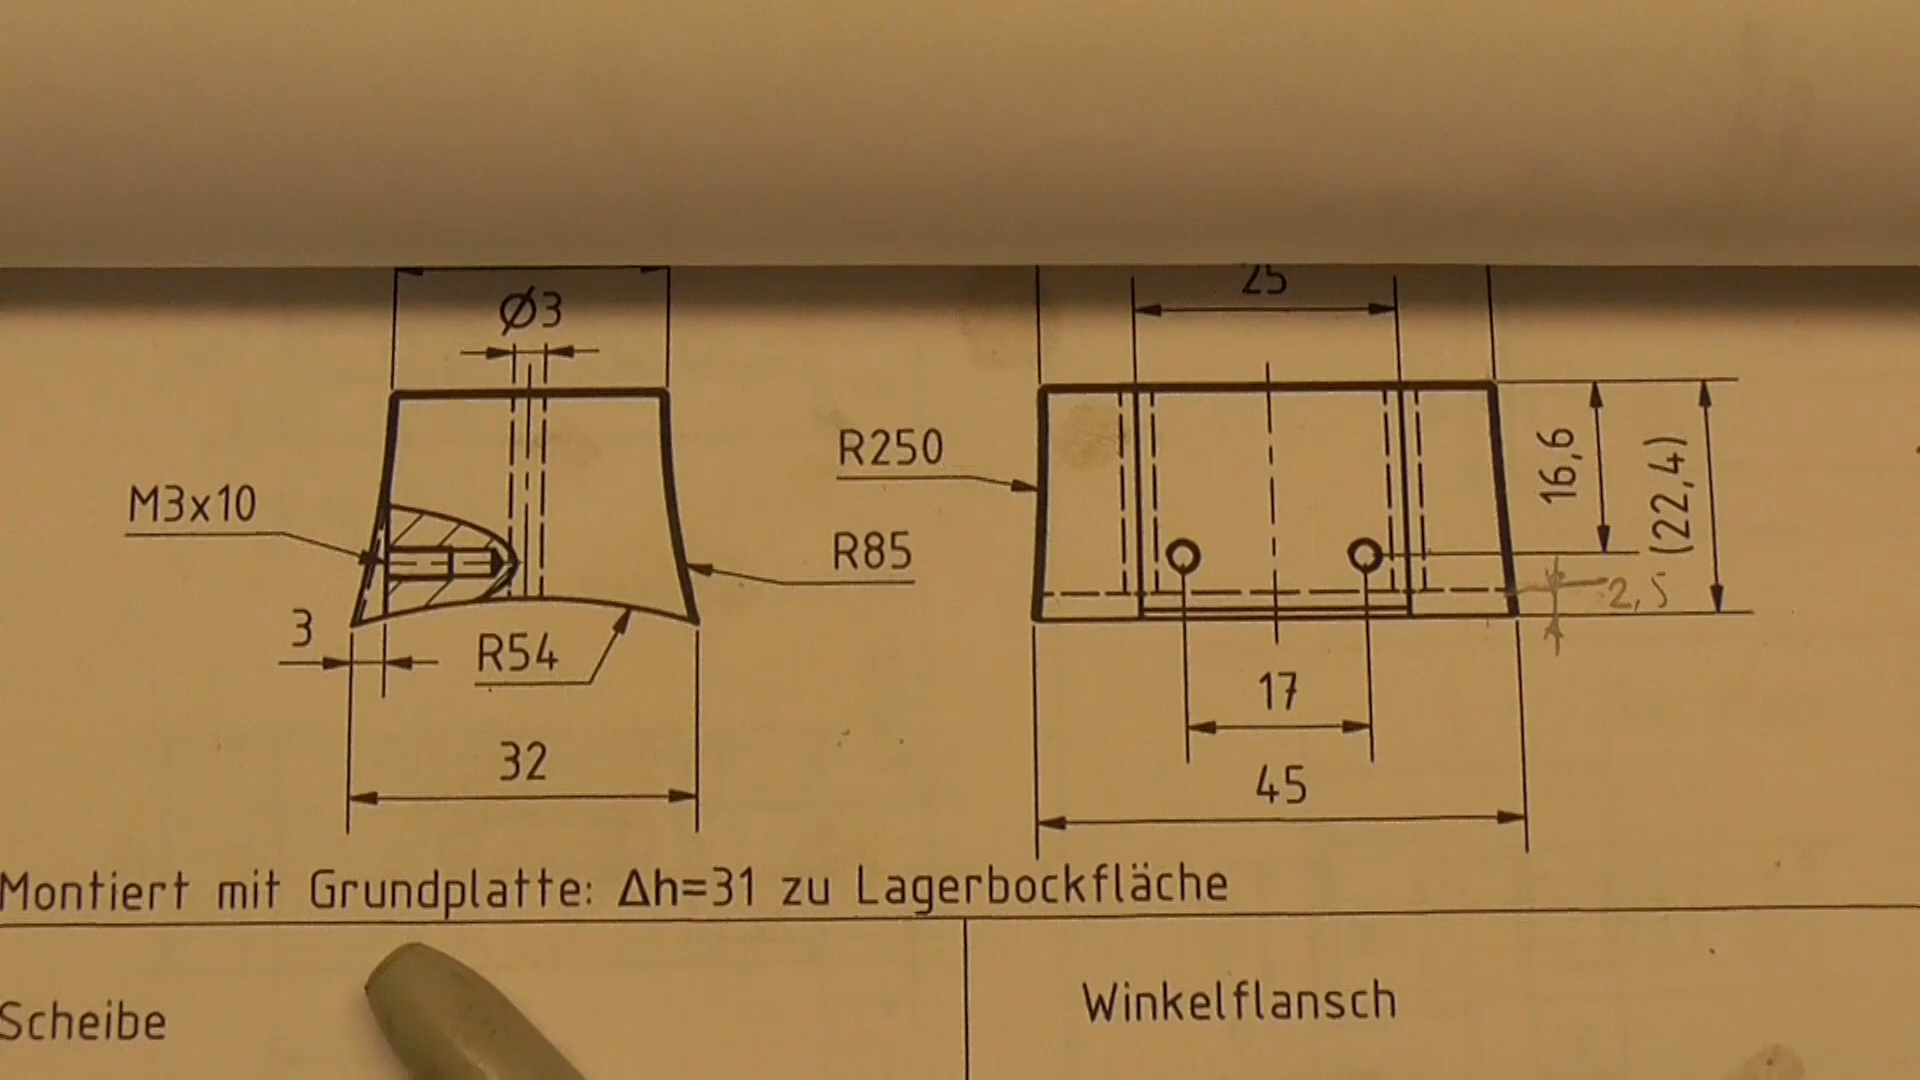 Ø3
25
R250
M3x10
16,6
(22,4)
R85
2,5
3
R54
17
32
45
Montiert mit Grundplatte: Δh=31 zu Lagerbockfläche
Scheibe
Winkelflansch